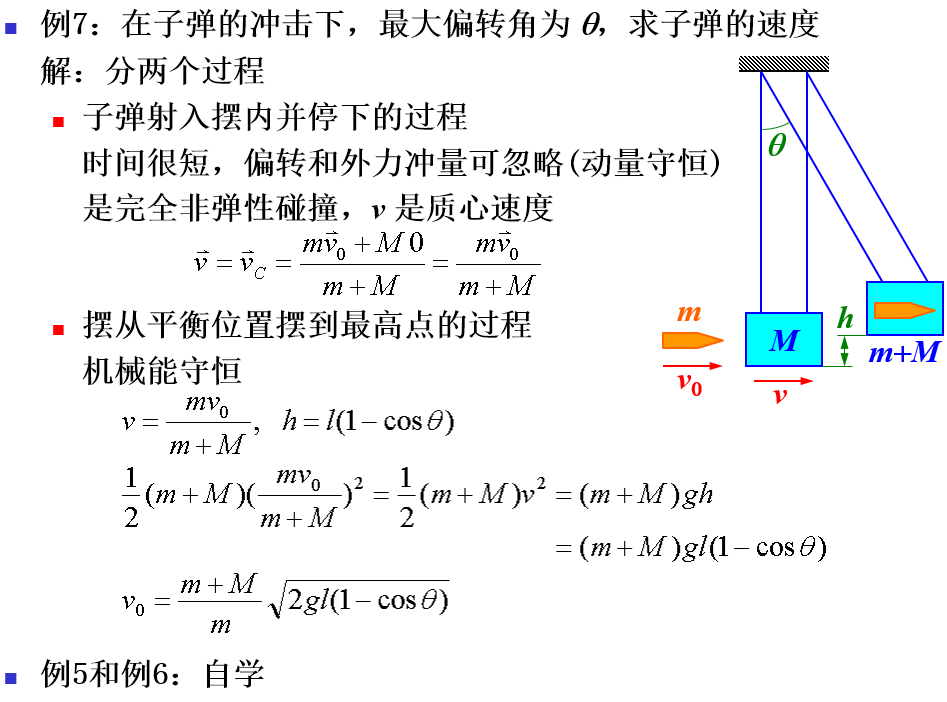 例7：在子弹的冲击下，最大偏转角为 θ，求子弹的速度
解：分两个过程
子弹射入摆内并停下的过程
时间很短，偏转和外力冲量可忽略(动量守恒)
是完全非弹性碰撞，v 是质心速度
$\vec{v} = \vec{v}_C = \frac{m\vec{v}_0 + M0}{m+M} = \frac{m\vec{v}_0}{m+M}$
摆从平衡位置摆到最高点的过程
机械能守恒
$v = \frac{mv_0}{m+M},\quad h = l(1-\cos\theta)$
$\frac{1}{2}(m+M)(\frac{mv_0}{m+M})^2 = \frac{1}{2}(m+M)v^2 = (m+M)gh$
$= (m+M)gl(1-\cos\theta)$
$v_0 = \frac{m+M}{m}\sqrt{2gl(1-\cos\theta)}$
例5和例6：自学
θ
m
M
h
m+M
v₀
v